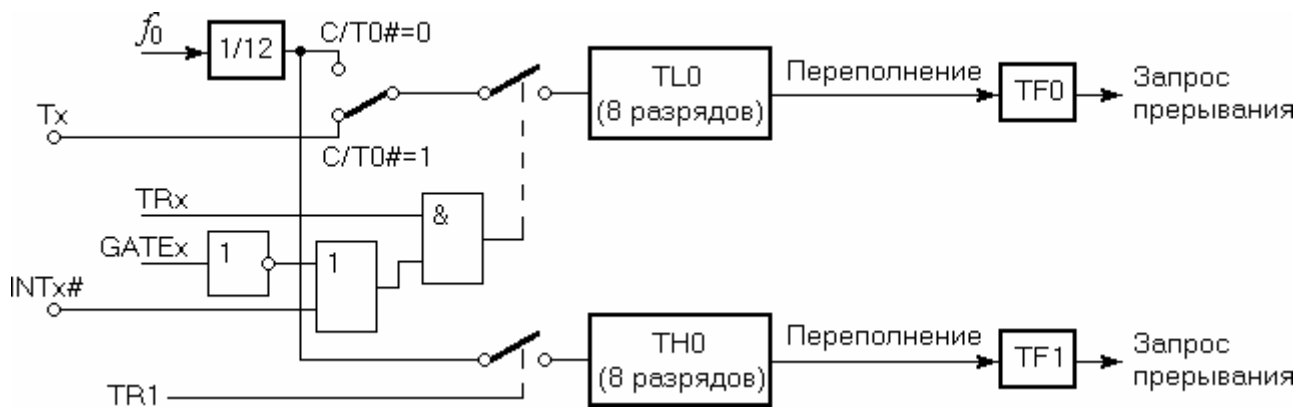 f0
1/12
C/T0#=0
Tx
C/T0#=1
TL0
(8 разрядов)
Переполнение
TF0
Запрос
прерывания
TRx
&
GATEx
1
1
INTx#
TH0
(8 разрядов)
Переполнение
TF1
Запрос
прерывания
TR1